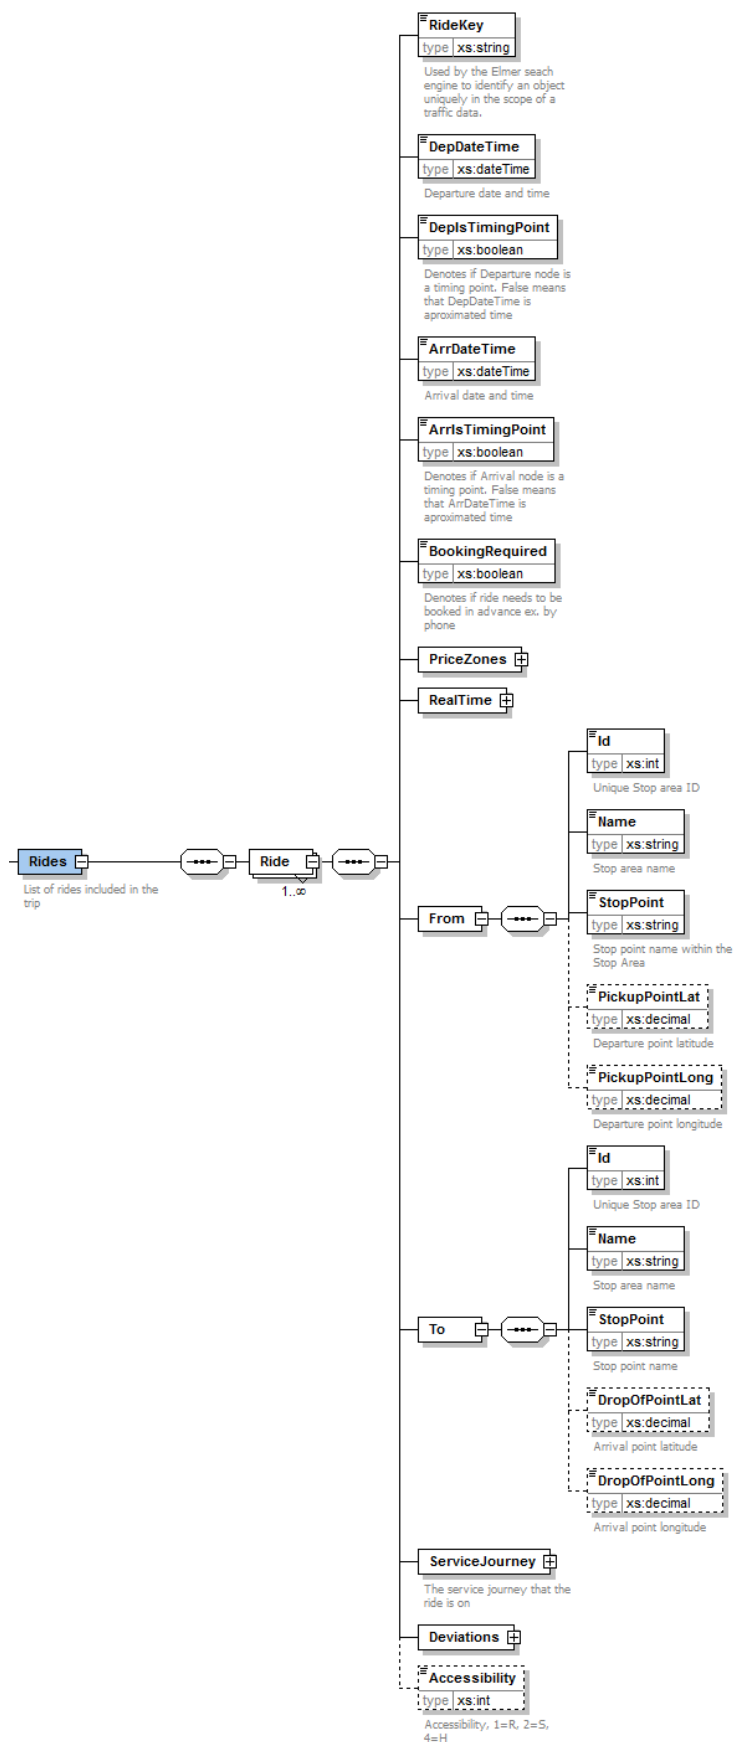 RideKey
type xs:string
Used by the Elmer seach
engine to identify an object
uniquely in the scope of a
traffic data.
DepDateTime
type xs:dateTime
Departure date and time
DepIsTimingPoint
type xs:boolean
Denotes if Departure node is
a timing point. False means
that DepDateTime is
aproximated time
ArrDateTime
type xs:dateTime
Arrival date and time
ArrIsTimingPoint
type xs:boolean
Denotes if Arrival node is a
timing point. False means
that ArrDateTime is
aproximated time
BookingRequired
type xs:boolean
Denotes if ride needs to be
booked in advance ex. by
phone
PriceZones
RealTime
Rides
List of rides included in the
trip
Ride
1..∞
From
Id
type xs:int
Unique Stop area ID
Name
type xs:string
Stop area name
StopPoint
type xs:string
Stop point name within the
Stop Area
PickupPointLat
type xs:decimal
Departure point latitude
PickupPointLong
type xs:decimal
Departure point longitude
To
Id
type xs:int
Unique Stop area ID
Name
type xs:string
Stop area name
StopPoint
type xs:string
Stop point name
DropOfPointLat
type xs:decimal
Arrival point latitude
DropOfPointLong
type xs:decimal
Arrival point longitude
ServiceJourney
The service journey that the
ride is on
Deviations
Accessibility
type xs:int
Accessibility, 1=R, 2=S,
4=H